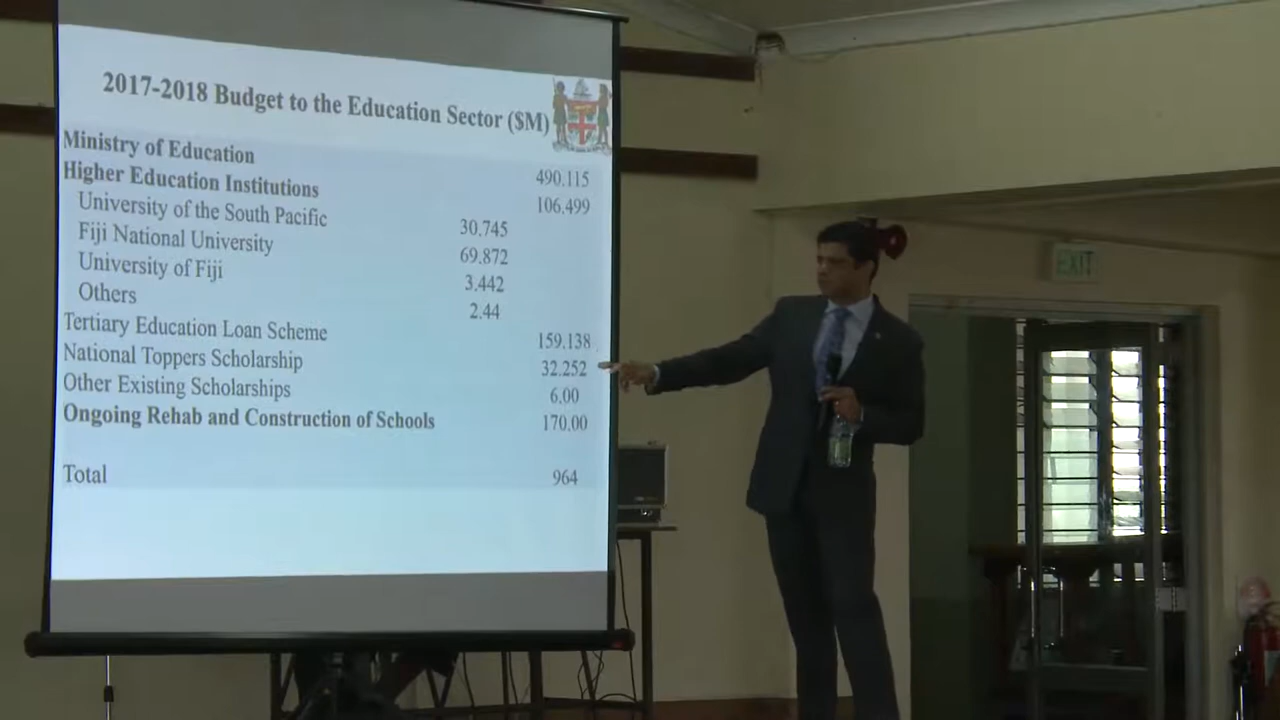 2017-2018 Budget to the Education Sector ($M)
Ministry of Education 490.115
Higher Education Institutions 106.499
University of the South Pacific 30.745
Fiji National University 69.872
University of Fiji 3.442
Others 2.44
Tertiary Education Loan Scheme 159.138
National Toppers Scholarship 32.252
Other Existing Scholarships 6.00
Ongoing Rehab and Construction of Schools 170.00
Total 964
EXIT